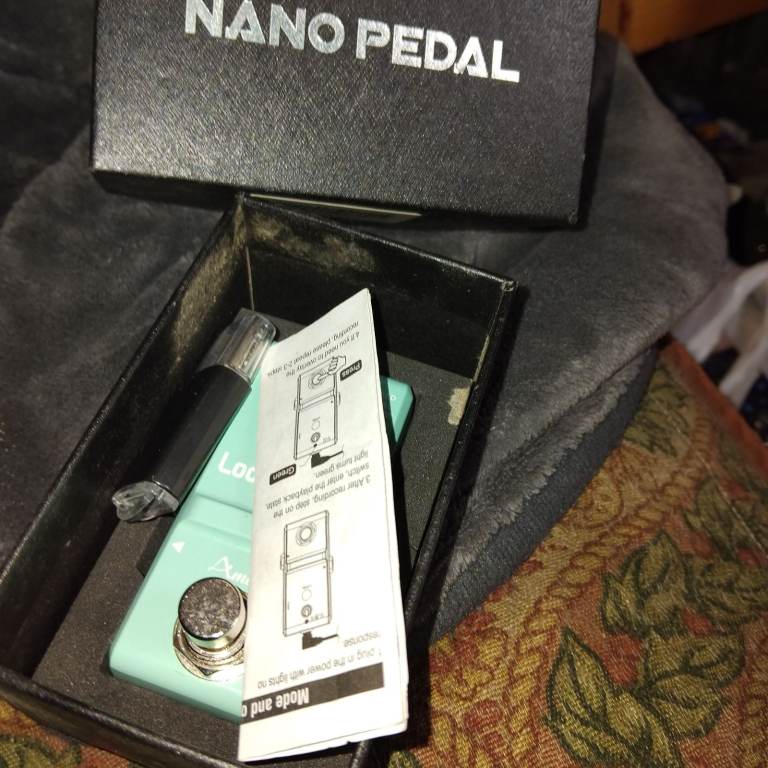 NANO PEDAL
Loo
Amo
Mode and o
1.plug in the power with lights no
response
3.After recording, step on the
switch, enter the playback state.
light turns green.
Green
Press
4.If you need to overlay the
recording, please repeat 2-3 steps.